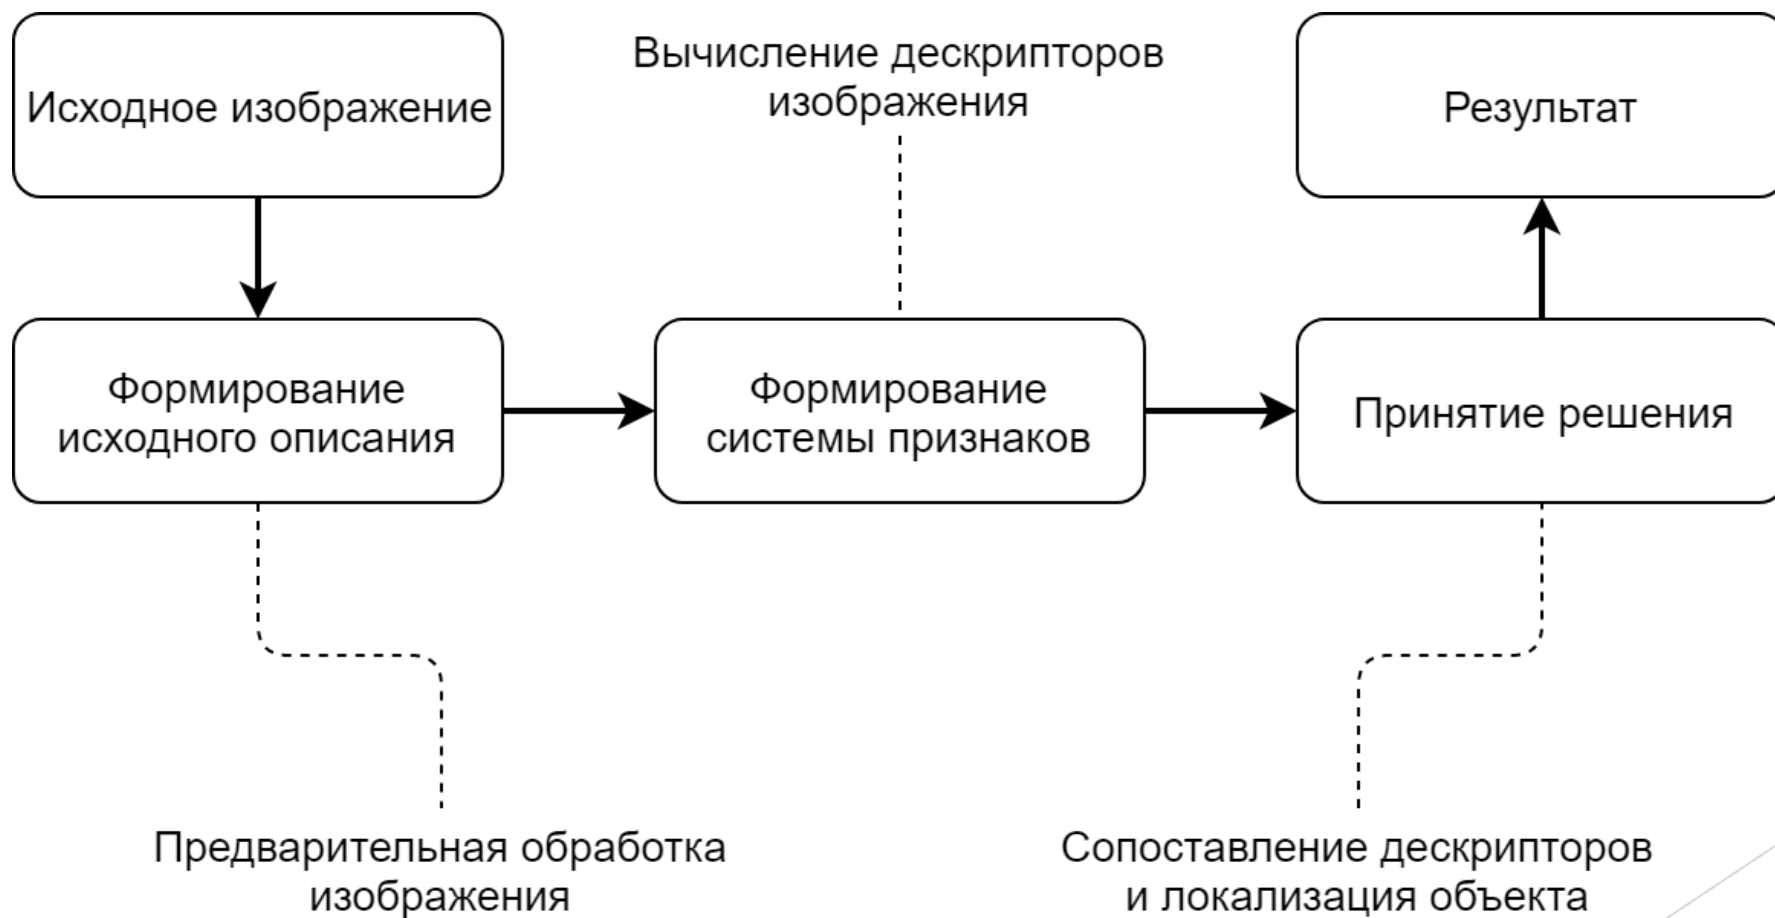 Исходное изображение
Вычисление дескрипторов
изображения
Результат
Формирование
исходного описания
Формирование
системы признаков
Принятие решения
Предварительная обработка
изображения
Сопоставление дескрипторов
и локализация объекта